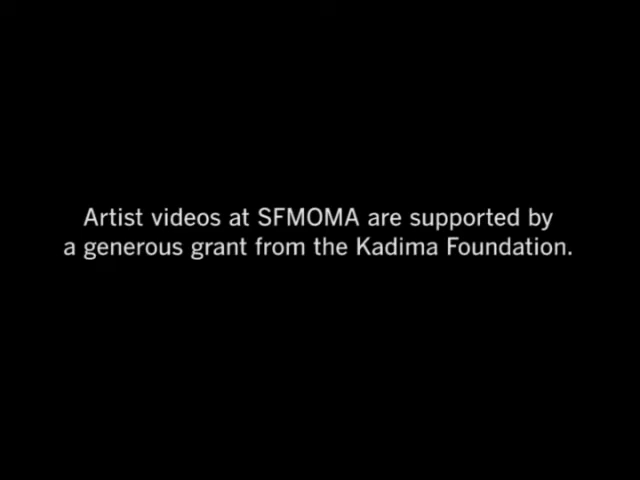 Artist videos at SFMOMA are supported by
a generous grant from the Kadima Foundation.